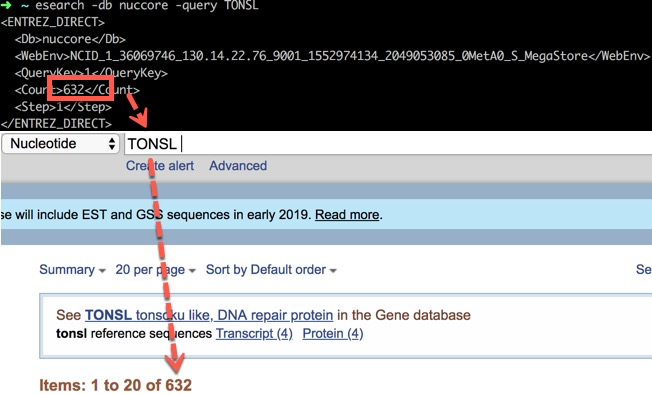 ➜ ~ esearch -db nuccore -query TONSL
<ENTREZ_DIRECT>
<Db>nuccore</Db>
<WebEnv>NCID_1_36069746_130.14.22.76_9001_1552974134_2049053085_0MetA0_S_MegaStore</WebEnv>
<QueryKey>1</QueryKey>
<Count>632</Count>
<Step>1</Step>
</ENTREZ_DIRECT>
Nucleotide TONSL
Create alert Advanced
se will include EST and GSS sequences in early 2019. Read more.
Summary 20 per page Sort by Default order Se
See TONSL tonsoku like, DNA repair protein in the Gene database
tonsl reference sequences Transcript (4) Protein (4)
Items: 1 to 20 of 632